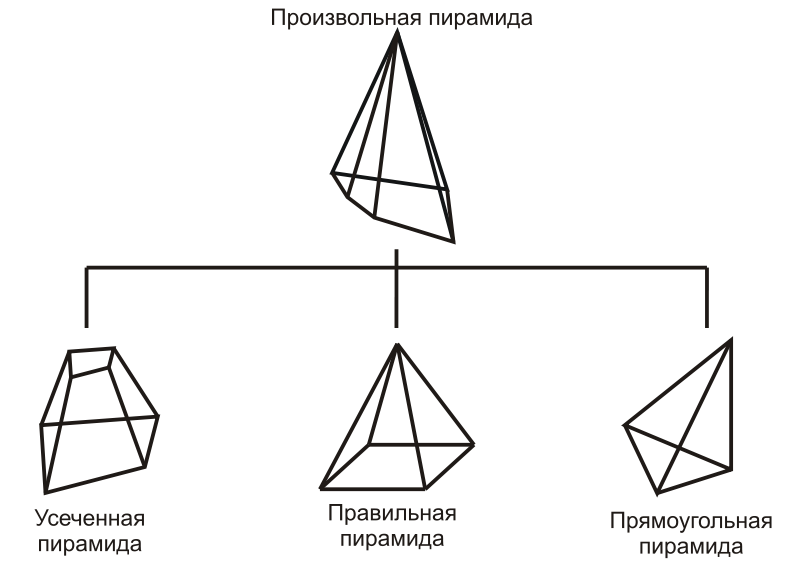 Произвольная пирамида
Усеченная
пирамида
Правильная
пирамида
Прямоугольная
пирамида